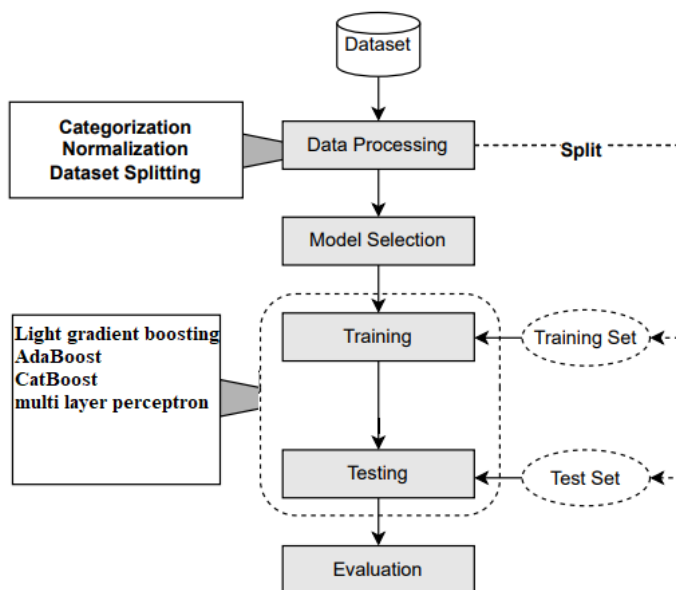 Dataset
Categorization
Normalization
Dataset Splitting
Data Processing
Split
Model Selection
Light gradient boosting
AdaBoost
CatBoost
multi layer perceptron
Training
Training Set
Testing
Test Set
Evaluation